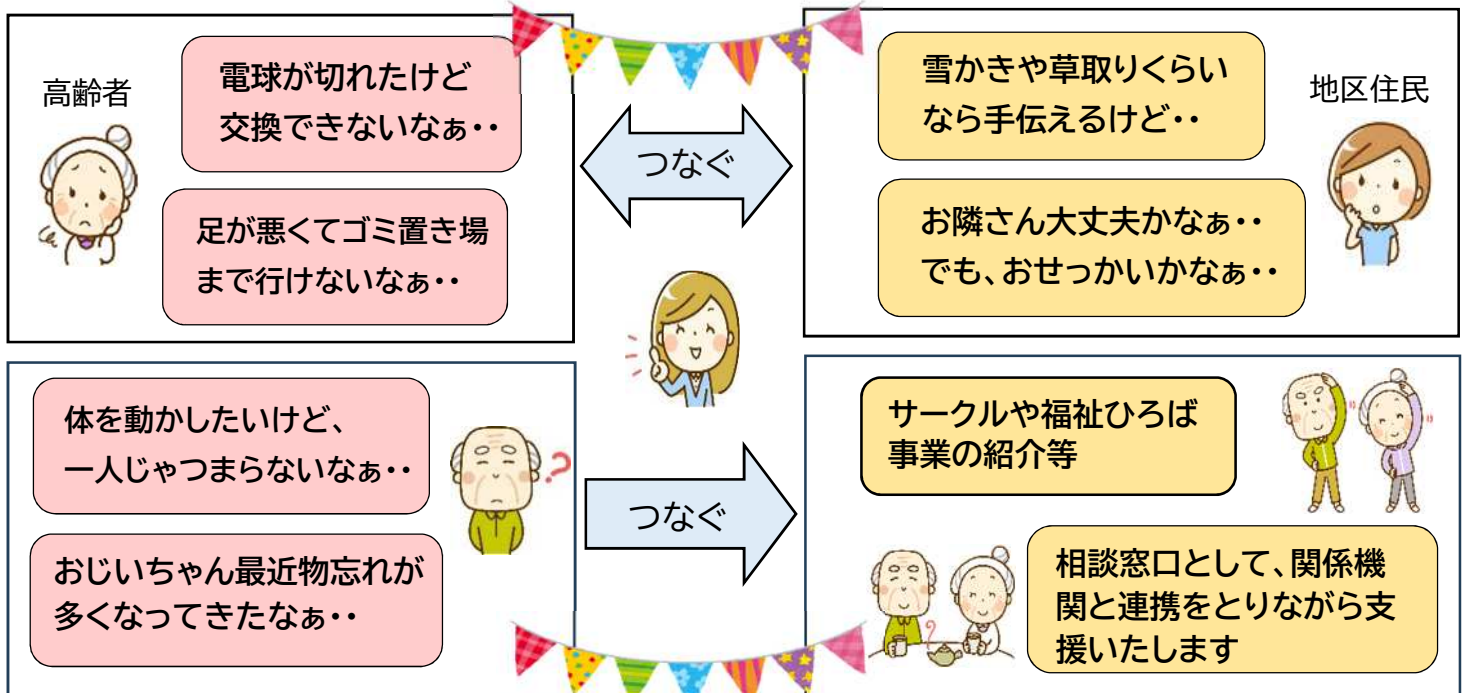 高齢者
電球が切れたけど
交換できないなぁ・・
足が悪くてゴミ置き場
まで行けないなぁ・・
つなぐ
地区住民
雪かきや草取りくらい
なら手伝えるけど・・
お隣さん大丈夫かなぁ・・
でも、おせっかいかなぁ・・
体を動かしたいけど、
一人じゃつまらないなぁ・・
おじいちゃん最近物忘れが
多くなってきたなぁ・・
つなぐ
サークルや福祉ひろば
事業の紹介等
相談窓口として、関係機
関と連携をとりながら支
援いたします